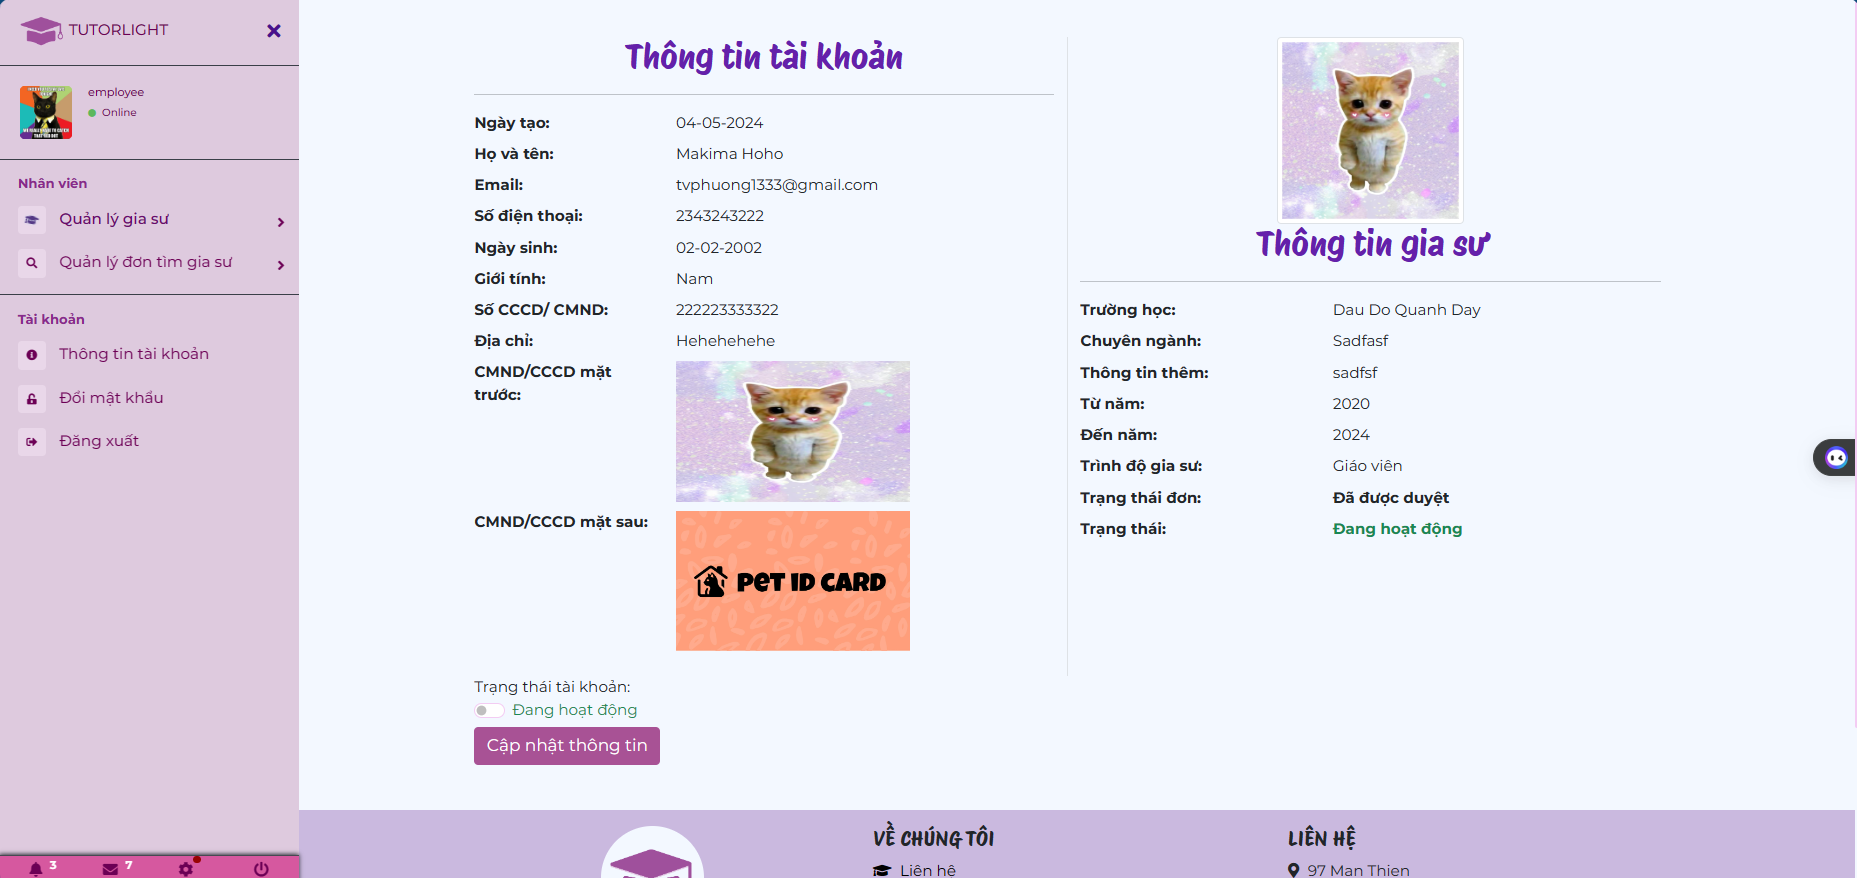 TUTORLIGHT
employee
Online
Nhân viên
Quản lý gia sư
Quản lý đơn tìm gia sư
Tài khoản
Thông tin tài khoản
Đổi mật khẩu
Đăng xuất
3
7
Thông tin tài khoản
Ngày tạo: 04-05-2024
Họ và tên: Makima Hoho
Email: tvphuong1333@gmail.com
Số điện thoại: 2343243222
Ngày sinh: 02-02-2002
Giới tính: Nam
Số CCCD/ CMND: 222223333322
Địa chỉ: Hehehehehe
CMND/CCCD mặt
trước:
CMND/CCCD mặt sau:
PET ID CARD
Trạng thái tài khoản:
Đang hoạt động
Cập nhật thông tin
Thông tin gia sư
Trường học: Dau Do Quanh Day
Chuyên ngành: Sadfasf
Thông tin thêm: sadfsf
Từ năm: 2020
Đến năm: 2024
Trình độ gia sư: Giáo viên
Trạng thái đơn: Đã được duyệt
Trạng thái: Đang hoạt động
VỀ CHÚNG TÔI
Liên hệ
LIÊN HỆ
97 Man Thien